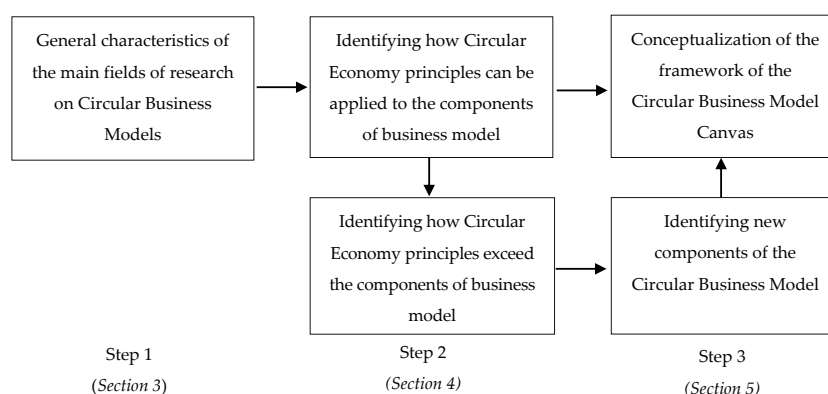 General characteristics of
the main fields of research
on Circular Business
Models
Identifying how Circular
Economy principles can be
applied to the components
of business model
Conceptualization of the
framework of the
Circular Business Model
Canvas
Identifying how Circular
Economy principles exceed
the components of business
model
Identifying new
components of the
Circular Business Model
Step 1
(Section 3)
Step 2
(Section 4)
Step 3
(Section 5)